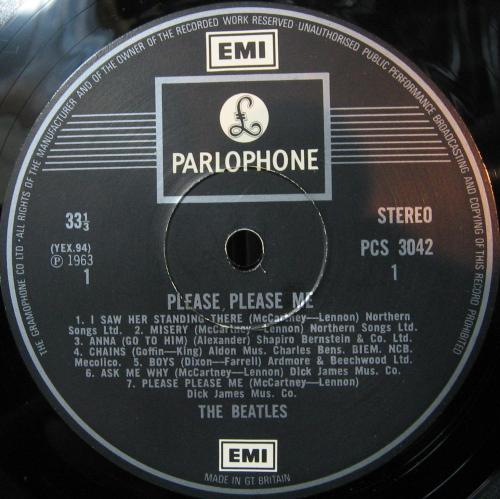 THE GRAMOPHONE CO LTD · ALL RIGHTS OF THE MANUFACTURER AND OF THE OWNER OF THE RECORDED WORK RESERVED · UNAUTHORISED PUBLIC PERFORMANCE BROADCASTING AND COPYING OF THIS RECORD PROHIBITED
EMI
£
PARLOPHONE
33⅓
STEREO
(YEX.94)
PCS 3042
℗ 1963
1
1
PLEASE PLEASE ME
1. I SAW HER STANDING THERE (McCartney—Lennon) Northern
Songs Ltd. 2. MISERY (McCartney—Lennon) Northern Songs Ltd.
3. ANNA (GO TO HIM) (Alexander) Shapiro Bernstein & Co. Ltd.
4. CHAINS (Goffin—King) Aldon Mus. Charles Bens. BIEM. NCB.
Mecolico. 5. BOYS (Dixon—Farrell) Ardmore & Beechwood Ltd.
6. ASK ME WHY (McCartney—Lennon) Dick James Mus. Co.
7. PLEASE PLEASE ME (McCartney—Lennon)
Dick James Mus. Co.
THE BEATLES
EMI
MADE IN GT BRITAIN